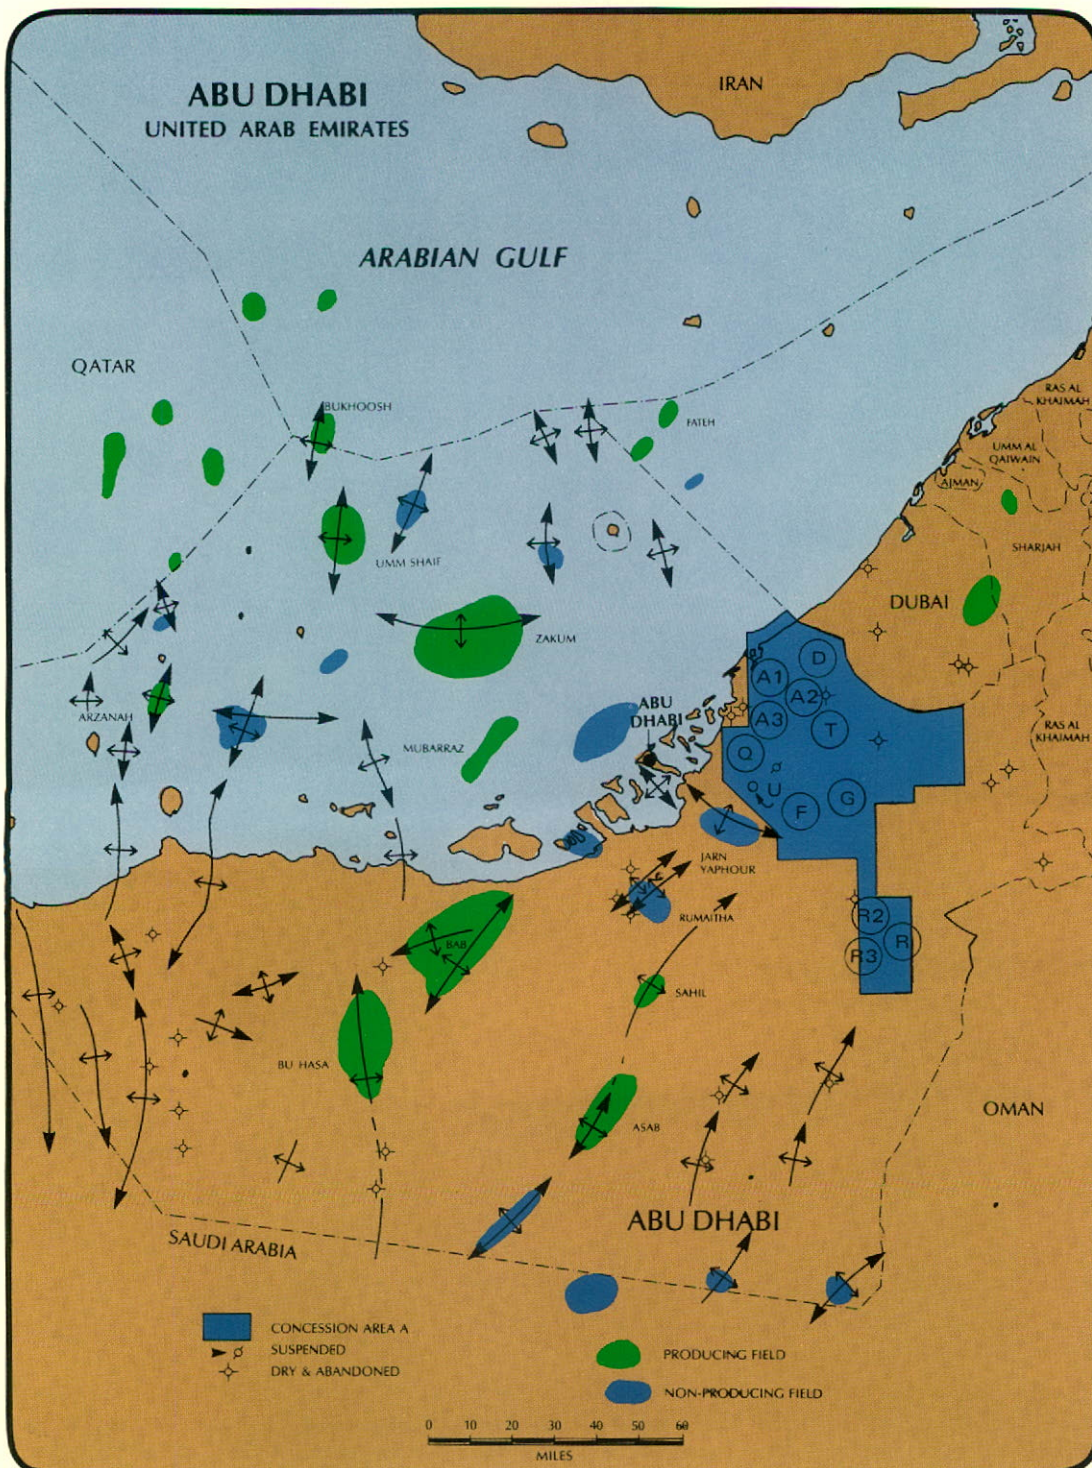 ABU DHABI
UNITED ARAB EMIRATES
IRAN
ARABIAN GULF
QATAR
BUKHOOSH
FATEH
RAS AL
KHAIMAH
UMM AL
QAIWAIN
AJMAN
SHARJAH
UMM SHAIF
DUBAI
ZAKUM
D
A1
A2
ABU
DHABI
A3
T
RAS AL
KHAIMAH
ARZANAH
MUBARRAZ
Q
U
F
G
JARN
YAPHOUR
RUMAITHA
R2
R
R3
BAB
SAHIL
BU HASA
ASAB
OMAN
ABU DHABI
SAUDI ARABIA
CONCESSION AREA A
SUSPENDED
DRY & ABANDONED
PRODUCING FIELD
NON-PRODUCING FIELD
0 10 20 30 40 50 60
MILES